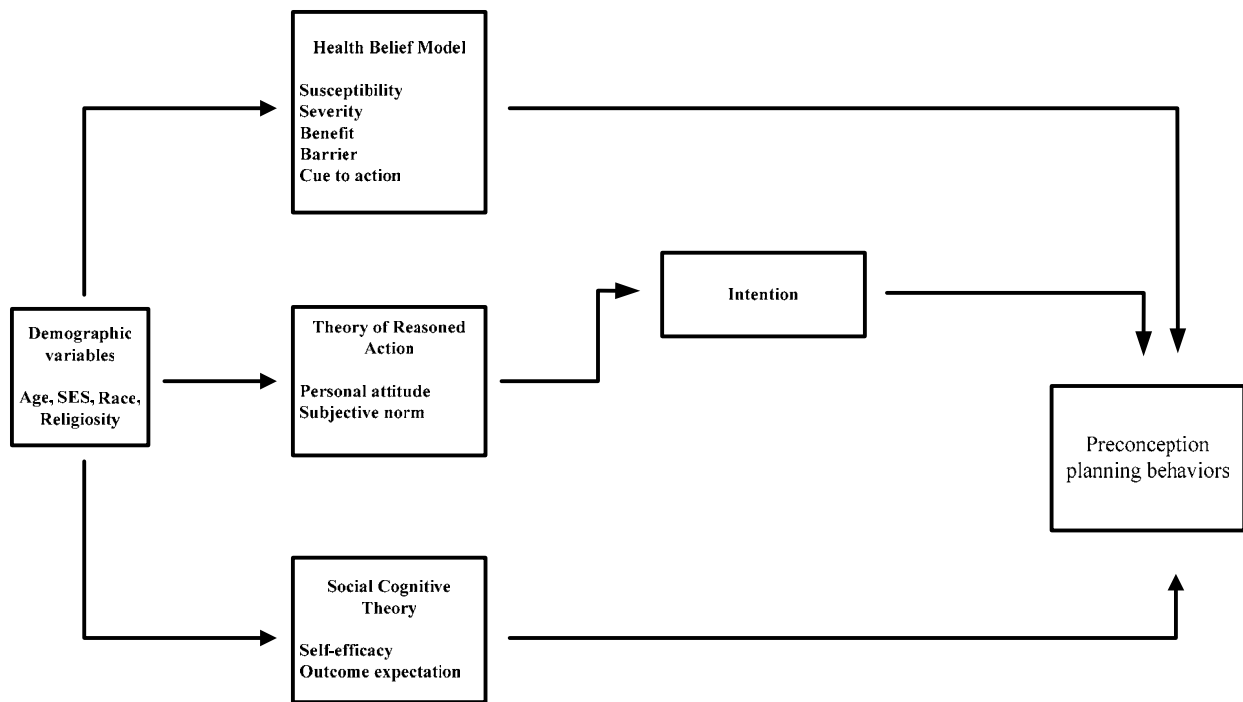 Health Belief Model
Susceptibility
Severity
Benefit
Barrier
Cue to action
Intention
Demographic
variables
Age, SES, Race,
Religiosity
Theory of Reasoned
Action
Personal attitude
Subjective norm
Preconception
planning behaviors
Social Cognitive
Theory
Self-efficacy
Outcome expectation